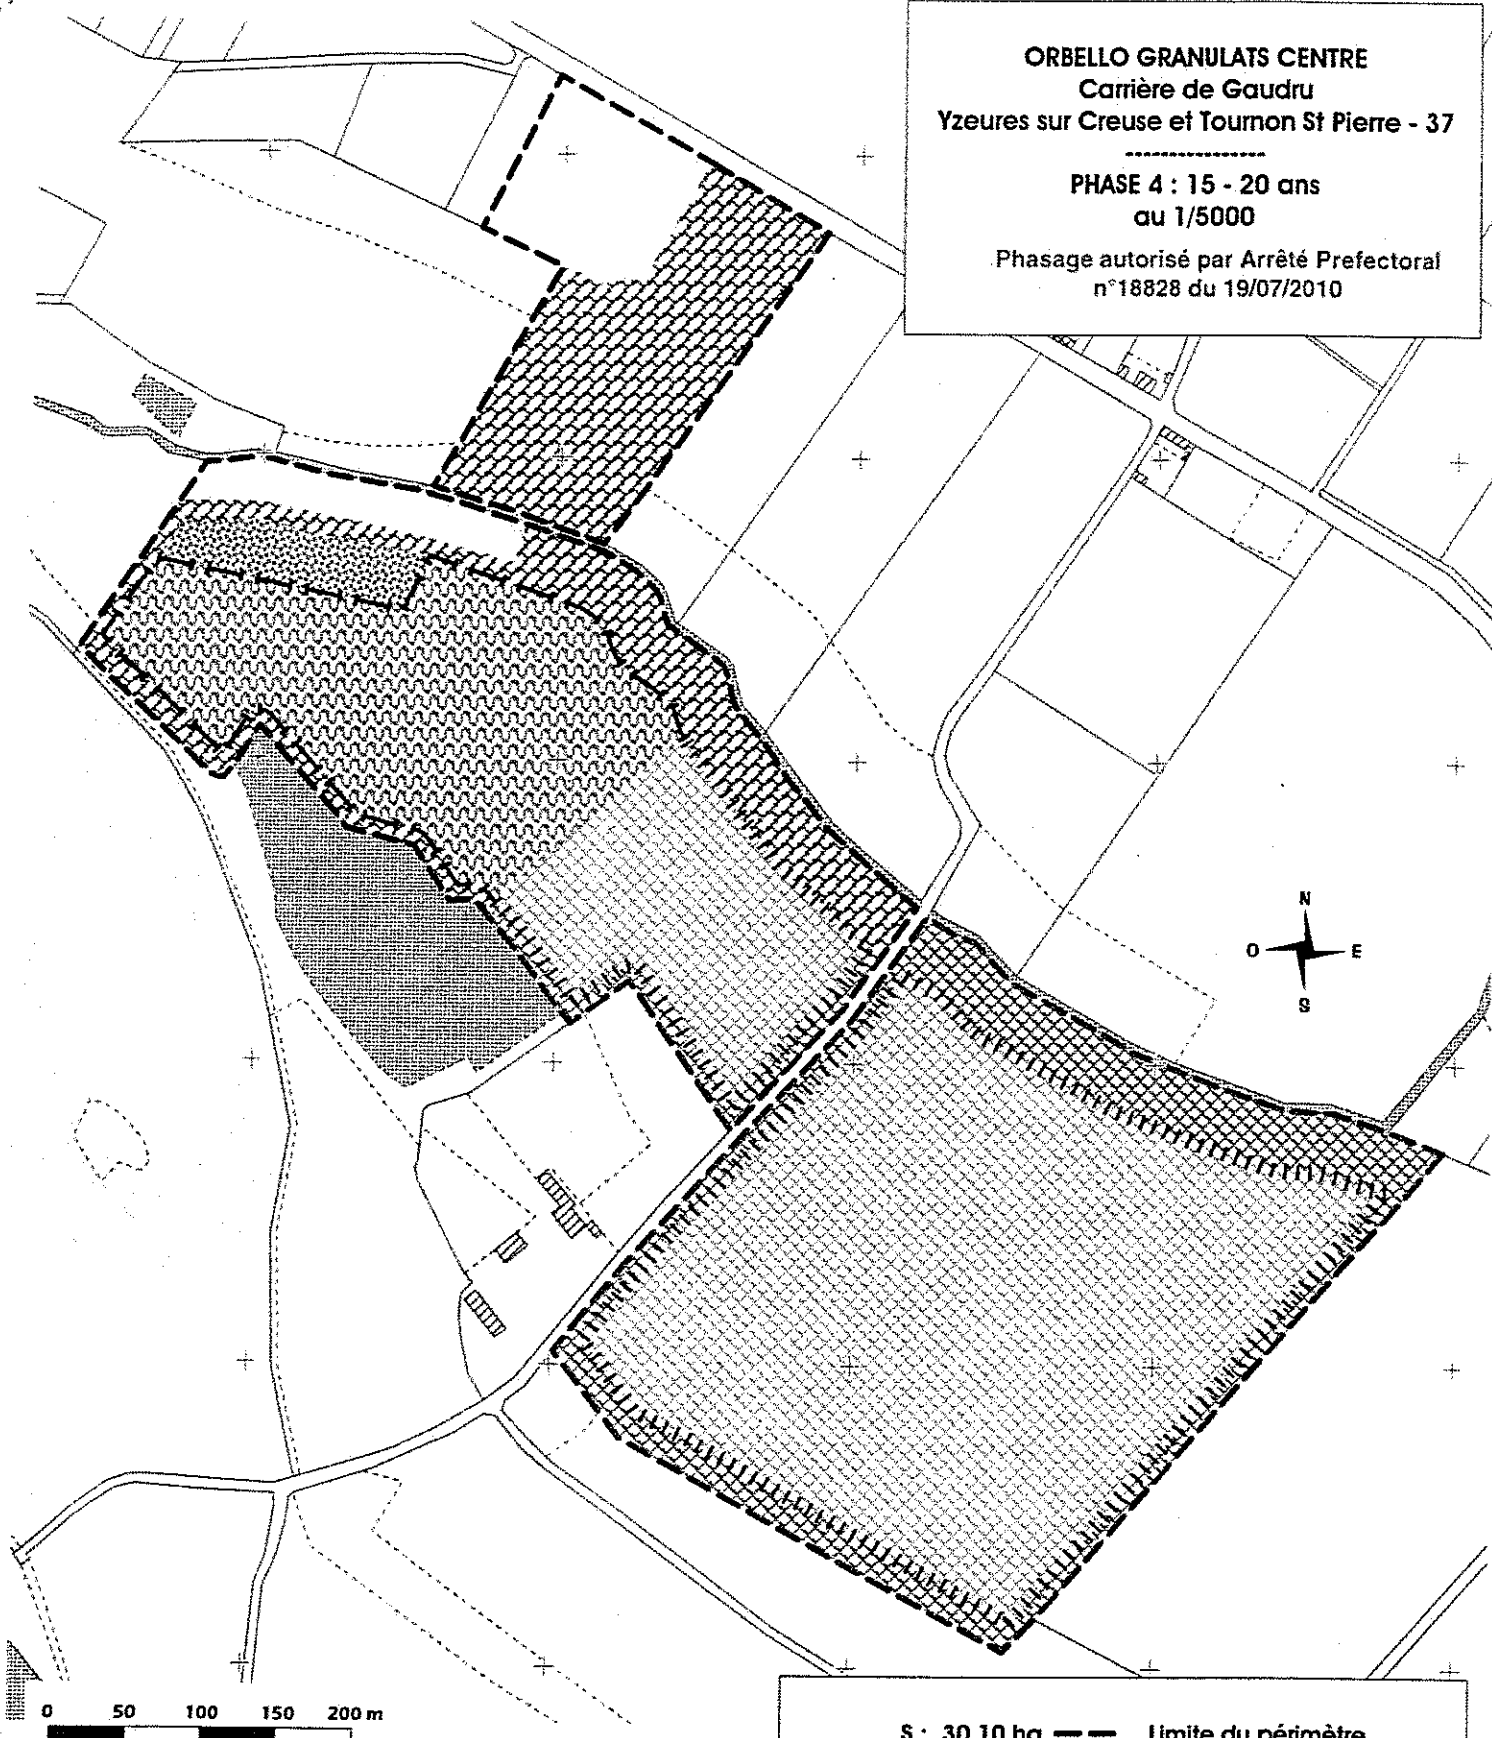 ORBELLO GRANULATS CENTRE
Carrière de Gaudru
Yzeures sur Creuse et Tournon St Pierre - 37
---------------
PHASE 4 : 15 - 20 ans
au 1/5000
Phasage autorisé par Arrêté Prefectoral
n°18828 du 19/07/2010
N
O E
S
0 50 100 150 200 m
S : 30,10 ha Limite du périmètre